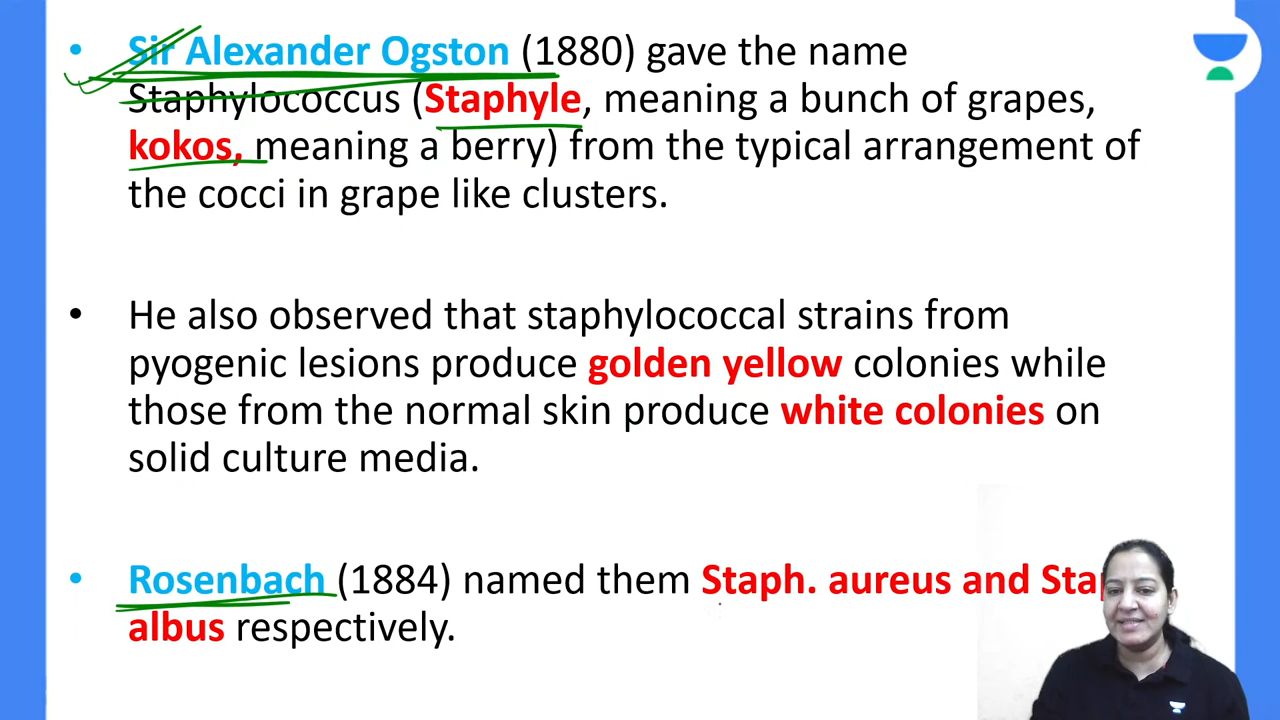 • Sir Alexander Ogston (1880) gave the name
Staphylococcus (Staphyle, meaning a bunch of grapes,
kokos, meaning a berry) from the typical arrangement of
the cocci in grape like clusters.
• He also observed that staphylococcal strains from
pyogenic lesions produce golden yellow colonies while
those from the normal skin produce white colonies on
solid culture media.
• Rosenbach (1884) named them Staph. aureus and
albus respectively.